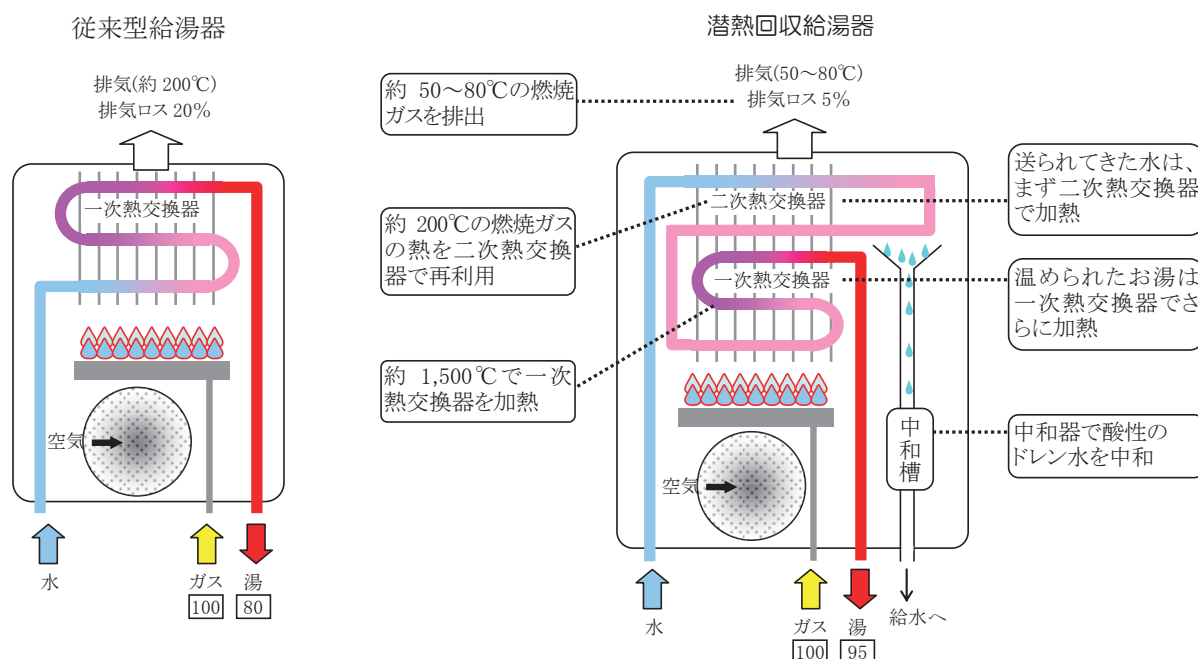 従来型給湯器
排気(約 200℃)
排気ロス 20%
一次熱交換器
空気
水
ガス
100
湯
80
潜熱回収給湯器
排気(50～80℃)
排気ロス 5%
約 50～80℃の燃焼
ガスを排出
約 200℃の燃焼ガス
の熱を二次熱交換
器で再利用
約 1,500℃で一次
熱交換器を加熱
二次熱交換器
一次熱交換器
空気
中和槽
水
ガス
100
湯
95
給水へ
送られてきた水は、
まず二次熱交換器
で加熱
温められたお湯は
一次熱交換器でさ
らに加熱
中和器で酸性の
ドレン水を中和